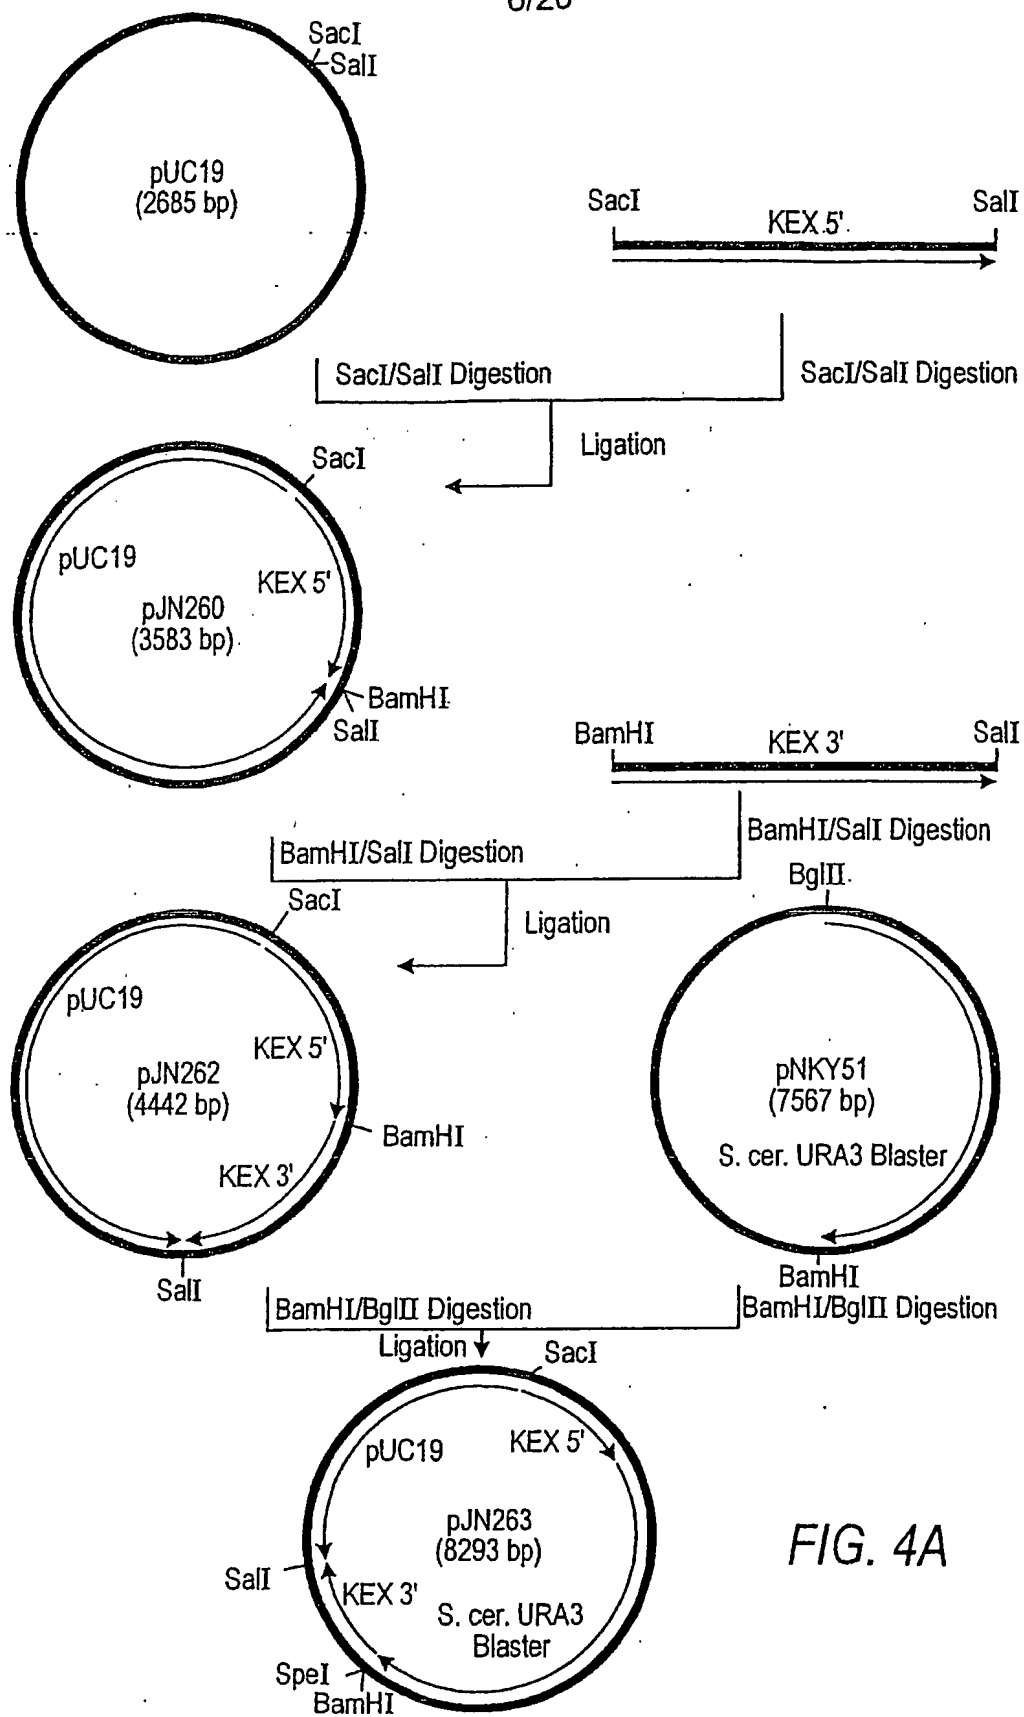 6/26
SacI
SalI
pUC19
(2685 bp)
SacI
KEX 5'
SalI
SacI/SalI Digestion
SacI/SalI Digestion
Ligation
SacI
pUC19
KEX 5'
pJN260
(3583 bp)
BamHI
SalI
BamHI
KEX 3'
SalI
BamHI/SalI Digestion
BamHI/SalI Digestion
Ligation
SacI
pUC19
KEX 5'
pJN262
(4442 bp)
BamHI
KEX 3'
SalI
BglII
pNKY51
(7567 bp)
S. cer. URA3 Blaster
BamHI
BamHI/BglII Digestion
BamHI/BglII Digestion
Ligation
SacI
pUC19
KEX 5'
pJN263
(8293 bp)
SalI
KEX 3'
S. cer. URA3
Blaster
SpeI
BamHI
FIG. 4A